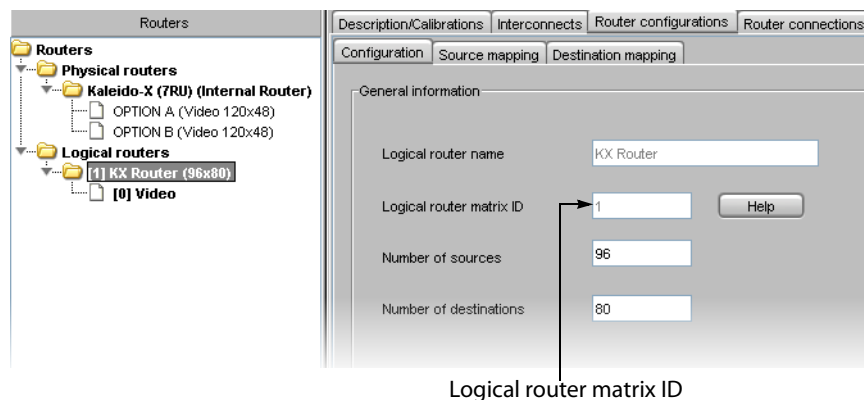 Routers
Routers
Physical routers
Kaleido-X (7RU) (Internal Router)
OPTION A (Video 120x48)
OPTION B (Video 120x48)
Logical routers
[1] KX Router (96x80)
[0] Video
Description/Calibrations Interconnects Router configurations Router connections
Configuration Source mapping Destination mapping
General information
Logical router name KX Router
Logical router matrix ID 1 Help
Number of sources 96
Number of destinations 80
Logical router matrix ID